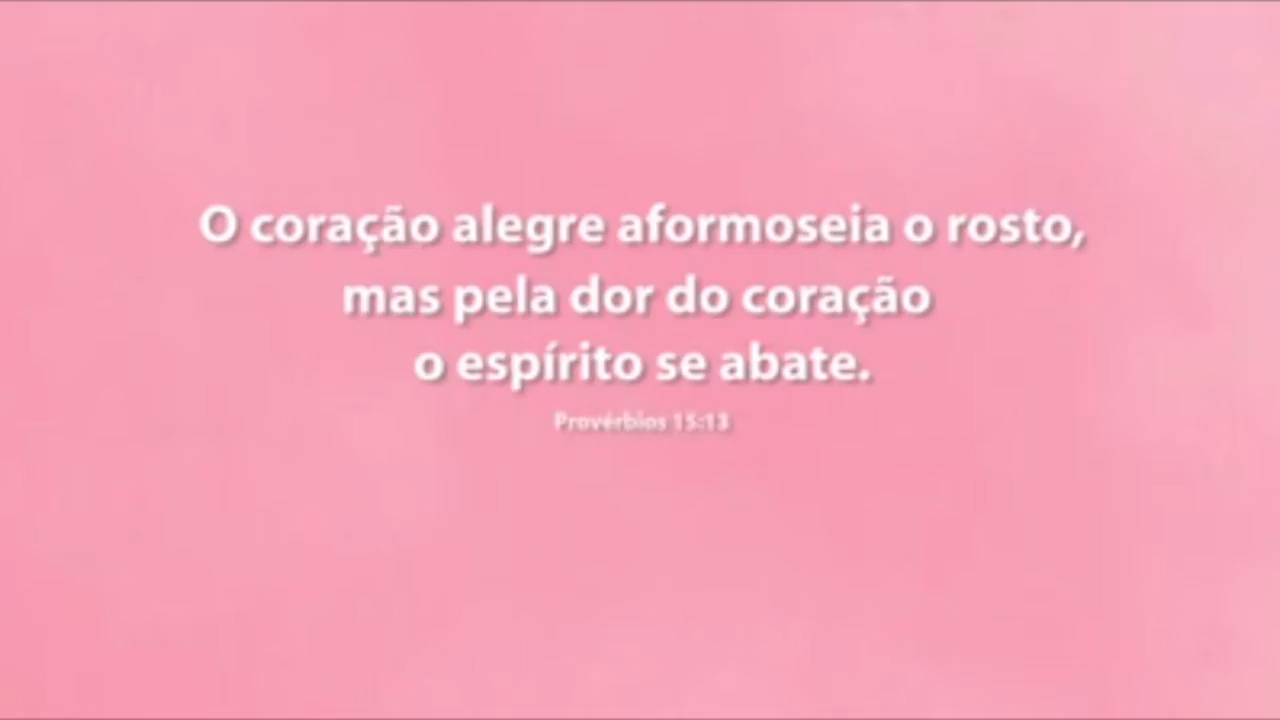 O coração alegre aformoseia o rosto,
mas pela dor do coração
o espírito se abate.
Provérbios 15:13